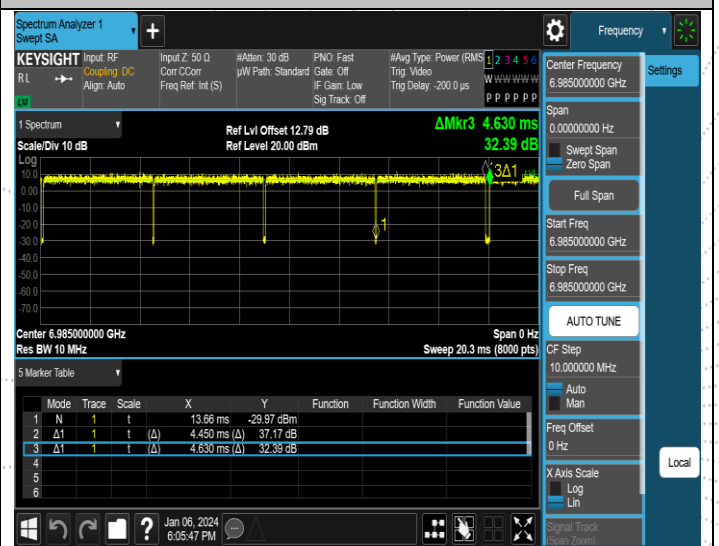 Spectrum Analyzer 1
Swept SA
+
Frequency
KEYSIGHT
RL
LXI
Input: RF
Coupling: DC
Align: Auto
Input Z: 50 Ω
Corr CCorr
Freq Ref: Int (S)
#Atten: 30 dB
µW Path: Standard
PNO: Fast
Gate: Off
IF Gain: Low
Sig Track: Off
#Avg Type: Power (RMS
Trig: Video
Trig Delay: -200.0 µs
1 2 3 4 5 6
W W W W W W
P P P P P P
Center Frequency
6.985000000 GHz
Settings
1 Spectrum
Scale/Div 10 dB
Ref Lvl Offset 12.79 dB
Ref Level 20.00 dBm
ΔMkr3 4.630 ms
32.39 dB
Span
0.00000000 Hz
Swept Span
Zero Span
Full Span
Start Freq
6.985000000 GHz
Stop Freq
6.985000000 GHz
AUTO TUNE
CF Step
10.000000 MHz
Auto
Man
Freq Offset
0 Hz
X Axis Scale
Log
Lin
Signal Track
(Span Zoom)
Local
Log
10.0
0.00
-10.0
-20.0
-30.0
-40.0
-50.0
-60.0
-70.0
3Δ1
1
Center 6.985000000 GHz
Res BW 10 MHz
Span 0 Hz
Sweep 20.3 ms (8000 pts)
5 Marker Table
Mode Trace Scale X Y Function Function Width Function Value
1 N 1 t 13.66 ms -29.97 dBm
2 Δ1 1 t (Δ) 4.450 ms (Δ) 37.17 dB
3 Δ1 1 t (Δ) 4.630 ms (Δ) 32.39 dB
4
5
6
?
Jan 06, 2024
6:05:47 PM